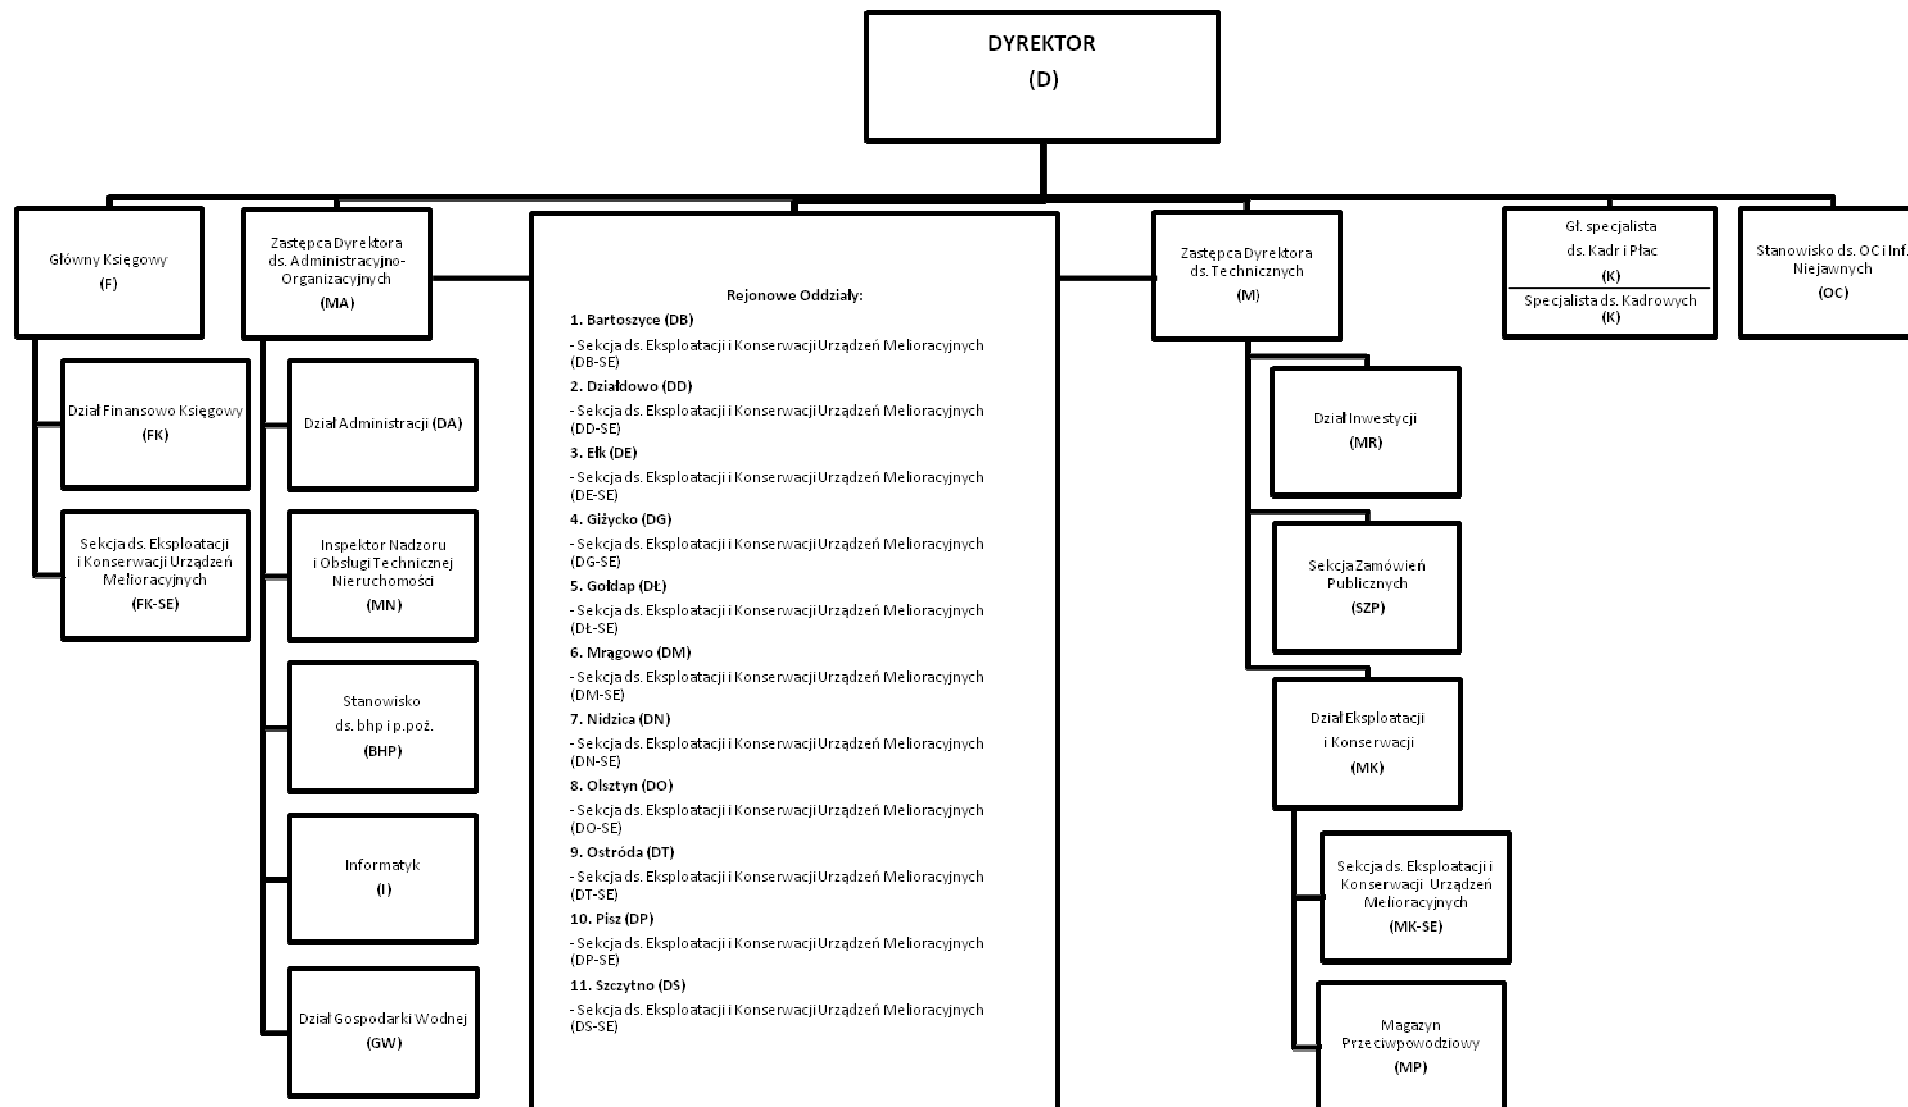 DYREKTOR
(D)
Główny Księgowy
(F)
Dział Finansowo Księgowy
(FK)
Sekcja ds. Eksploatacji
i Konserwacji Urządzeń
Melioracyjnych
(FK-SE)
Zastępca Dyrektora
ds. Administracyjno-
Organizacyjnych
(MA)
Dział Administracji (DA)
Inspektor Nadzoru
i Obsługi Technicznej
Nieruchomości
(MN)
Stanowisko
ds. bhp i p.poż.
(BHP)
Informatyk
(I)
Dział Gospodarki Wodnej
(GW)
Rejonowe Oddziały:
1. Bartoszyce (DB)
- Sekcja ds. Eksploatacji i Konserwacji Urządzeń Melioracyjnych
(DB-SE)
2. Działdowo (DD)
- Sekcja ds. Eksploatacji i Konserwacji Urządzeń Melioracyjnych
(DD-SE)
3. Ełk (DE)
- Sekcja ds. Eksploatacji i Konserwacji Urządzeń Melioracyjnych
(DE-SE)
4. Giżycko (DG)
- Sekcja ds. Eksploatacji i Konserwacji Urządzeń Melioracyjnych
(DG-SE)
5. Gołdap (DŁ)
- Sekcja ds. Eksploatacji i Konserwacji Urządzeń Melioracyjnych
(DŁ-SE)
6. Mrągowo (DM)
- Sekcja ds. Eksploatacji i Konserwacji Urządzeń Melioracyjnych
(DM-SE)
7. Nidzica (DN)
- Sekcja ds. Eksploatacji i Konserwacji Urządzeń Melioracyjnych
(DN-SE)
8. Olsztyn (DO)
- Sekcja ds. Eksploatacji i Konserwacji Urządzeń Melioracyjnych
(DO-SE)
9. Ostróda (DT)
- Sekcja ds. Eksploatacji i Konserwacji Urządzeń Melioracyjnych
(DT-SE)
10. Pisz (DP)
- Sekcja ds. Eksploatacji i Konserwacji Urządzeń Melioracyjnych
(DP-SE)
11. Szczytno (DS)
- Sekcja ds. Eksploatacji i Konserwacji Urządzeń Melioracyjnych
(DS-SE)
Zastępca Dyrektora
ds. Technicznych
(M)
Dział Inwestycji
(MR)
Sekcja Zamówień
Publicznych
(SZP)
Dział Eksploatacji
i Konserwacji
(MK)
Sekcja ds. Eksploatacji i
Konserwacji Urządzeń
Melioracyjnych
(MK-SE)
Magazyn
Przeciwpowodziowy
(MP)
Gł. specjalista
ds. Kadr i Płac
(K)
Specjalista ds. Kadrowych
(K)
Stanowisko ds. OC i Inf.
Niejawnych
(OC)